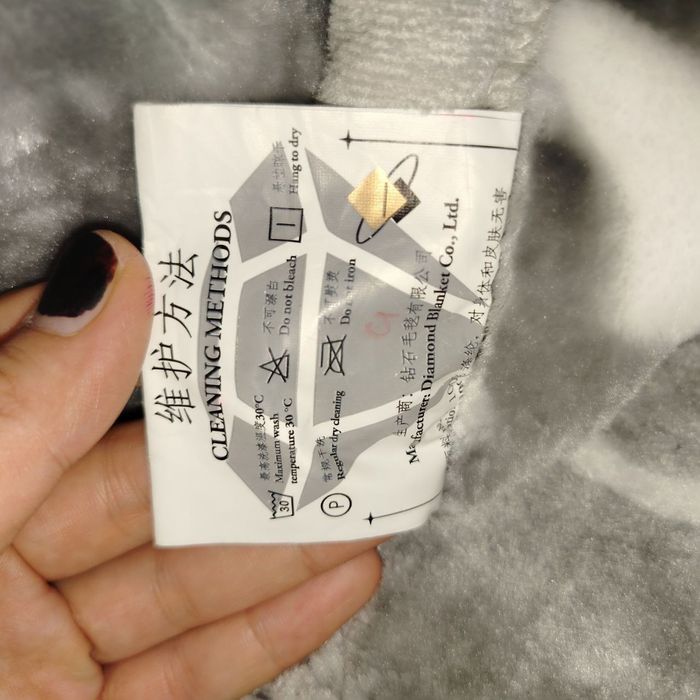 维护方法
CLEANING METHODS
30
最高洗涤温度30°C
Maximum wash
temperature 30 °C
不可漂白
Do not bleach
悬挂晾干
Hang to dry
P
常规干洗
Regular dry cleaning
不可熨烫
Do not iron
生产商：钻石毛毯有限公司
Diamond Blanket Co., Ltd.
涤纶，对身体和皮肤无害